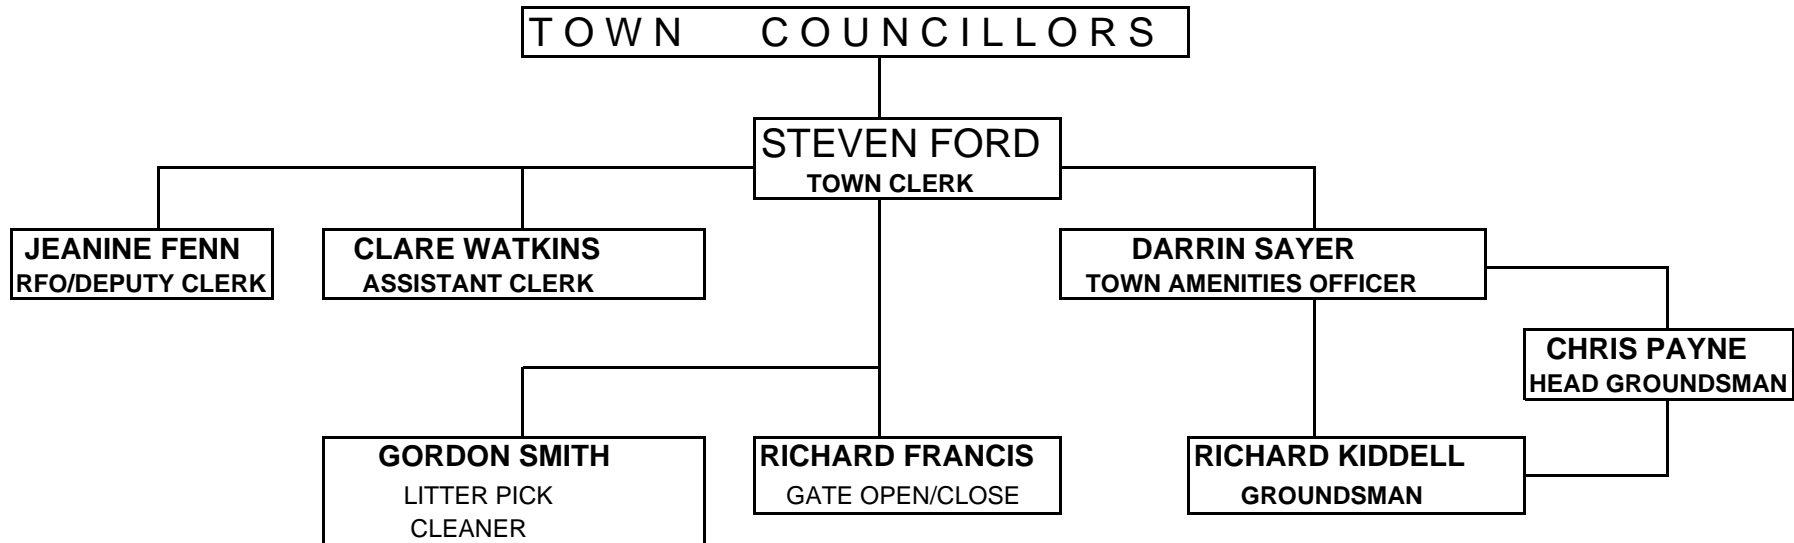 TOWN COUNCILLORS
STEVEN FORD
TOWN CLERK
JEANINE FENN
RFO/DEPUTY CLERK
CLARE WATKINS
ASSISTANT CLERK
DARRIN SAYER
TOWN AMENITIES OFFICER
CHRIS PAYNE
HEAD GROUNDSMAN
GORDON SMITH
LITTER PICK
CLEANER
RICHARD FRANCIS
GATE OPEN/CLOSE
RICHARD KIDDELL
GROUNDSMAN